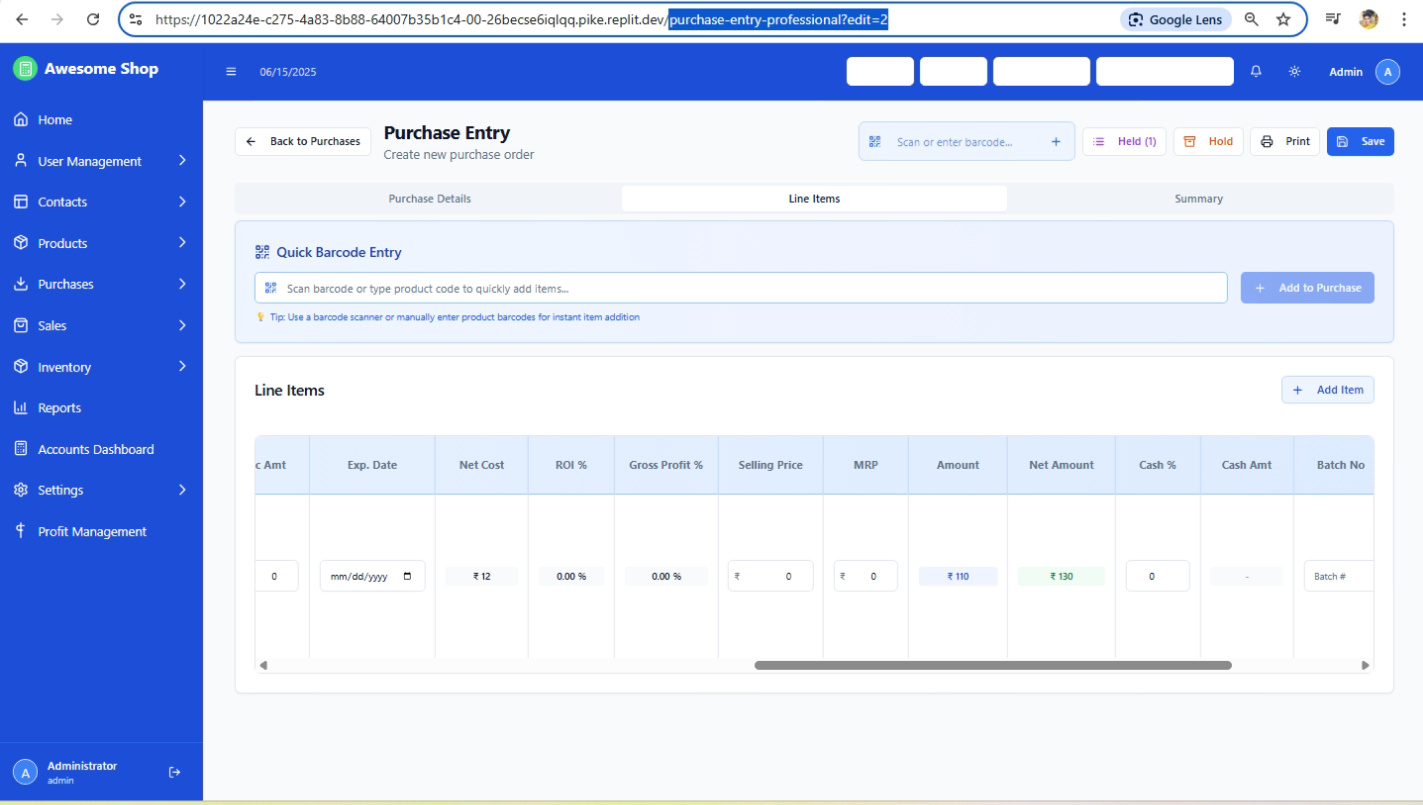 https://1022a24e-c275-4a83-8b88-64007b35b1c4-00-26becse6iqlqq.pike.replit.dev/purchase-entry-professional?edit=2
Google Lens
Awesome Shop
06/15/2025
Admin
A
Home
User Management
Contacts
Products
Purchases
Sales
Inventory
Reports
Accounts Dashboard
Settings
Profit Management
A
Administrator
admin
Back to Purchases
Purchase Entry
Create new purchase order
Scan or enter barcode...
Held (1)
Hold
Print
Save
Purchase Details
Line Items
Summary
Quick Barcode Entry
Scan barcode or type product code to quickly add items...
Add to Purchase
Tip: Use a barcode scanner or manually enter product barcodes for instant item addition
Line Items
Add Item
c Amt Exp. Date Net Cost ROI % Gross Profit % Selling Price MRP Amount Net Amount Cash % Cash Amt Batch No
0 mm/dd/yyyy ₹ 12 0.00 % 0.00 % ₹ 0 ₹ 0 ₹ 110 ₹ 130 0 - Batch #